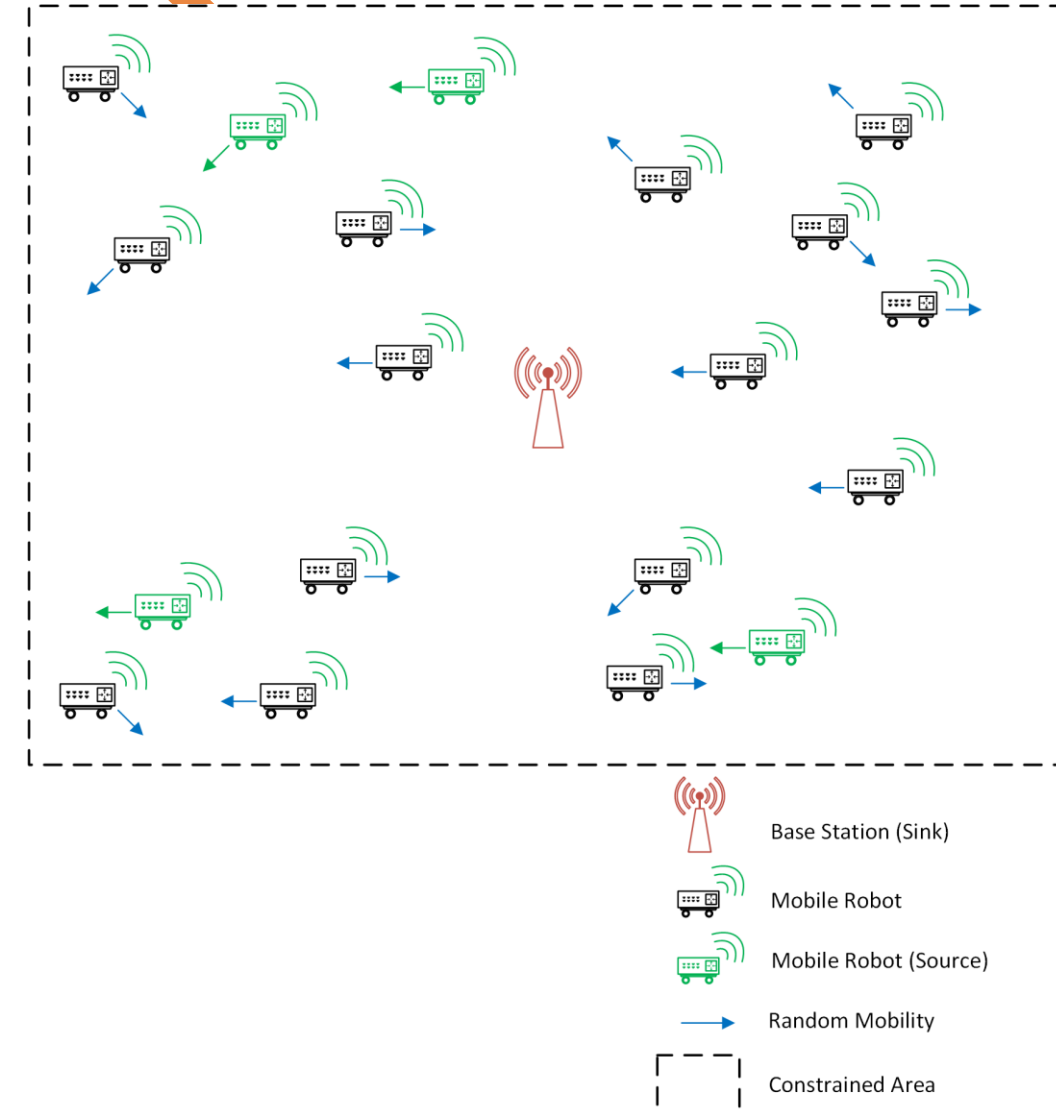 Base Station (Sink)
Mobile Robot
Mobile Robot (Source)
Random Mobility
Constrained Area